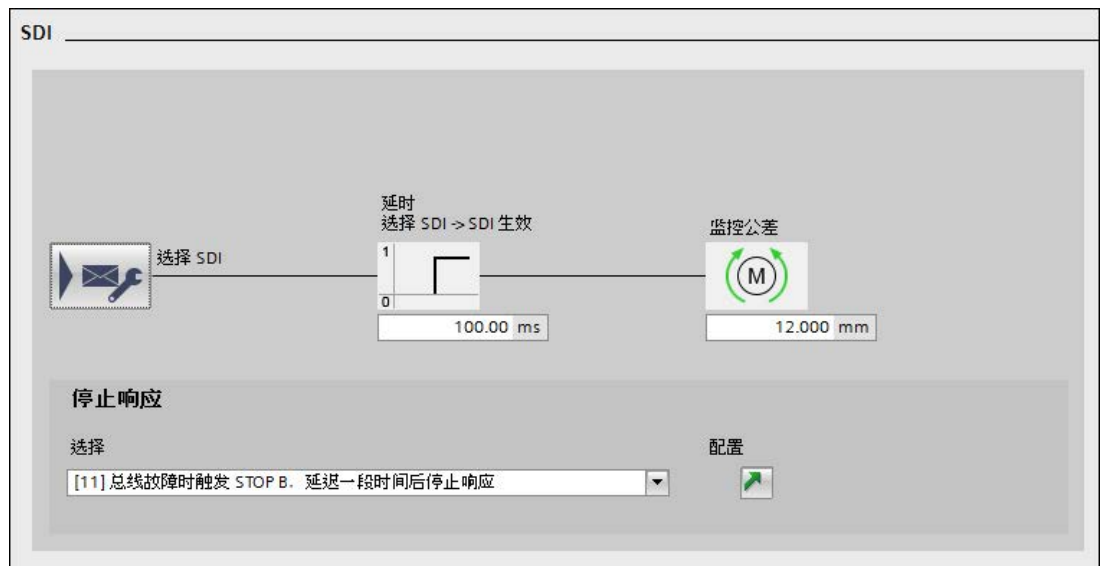 SDI
延时
选择 SDI -> SDI 生效
监控公差
选择 SDI
1
0
M
100.00 ms
12.000 mm
停止响应
选择
配置
[11] 总线故障时触发 STOP B. 延迟一段时间后停止响应